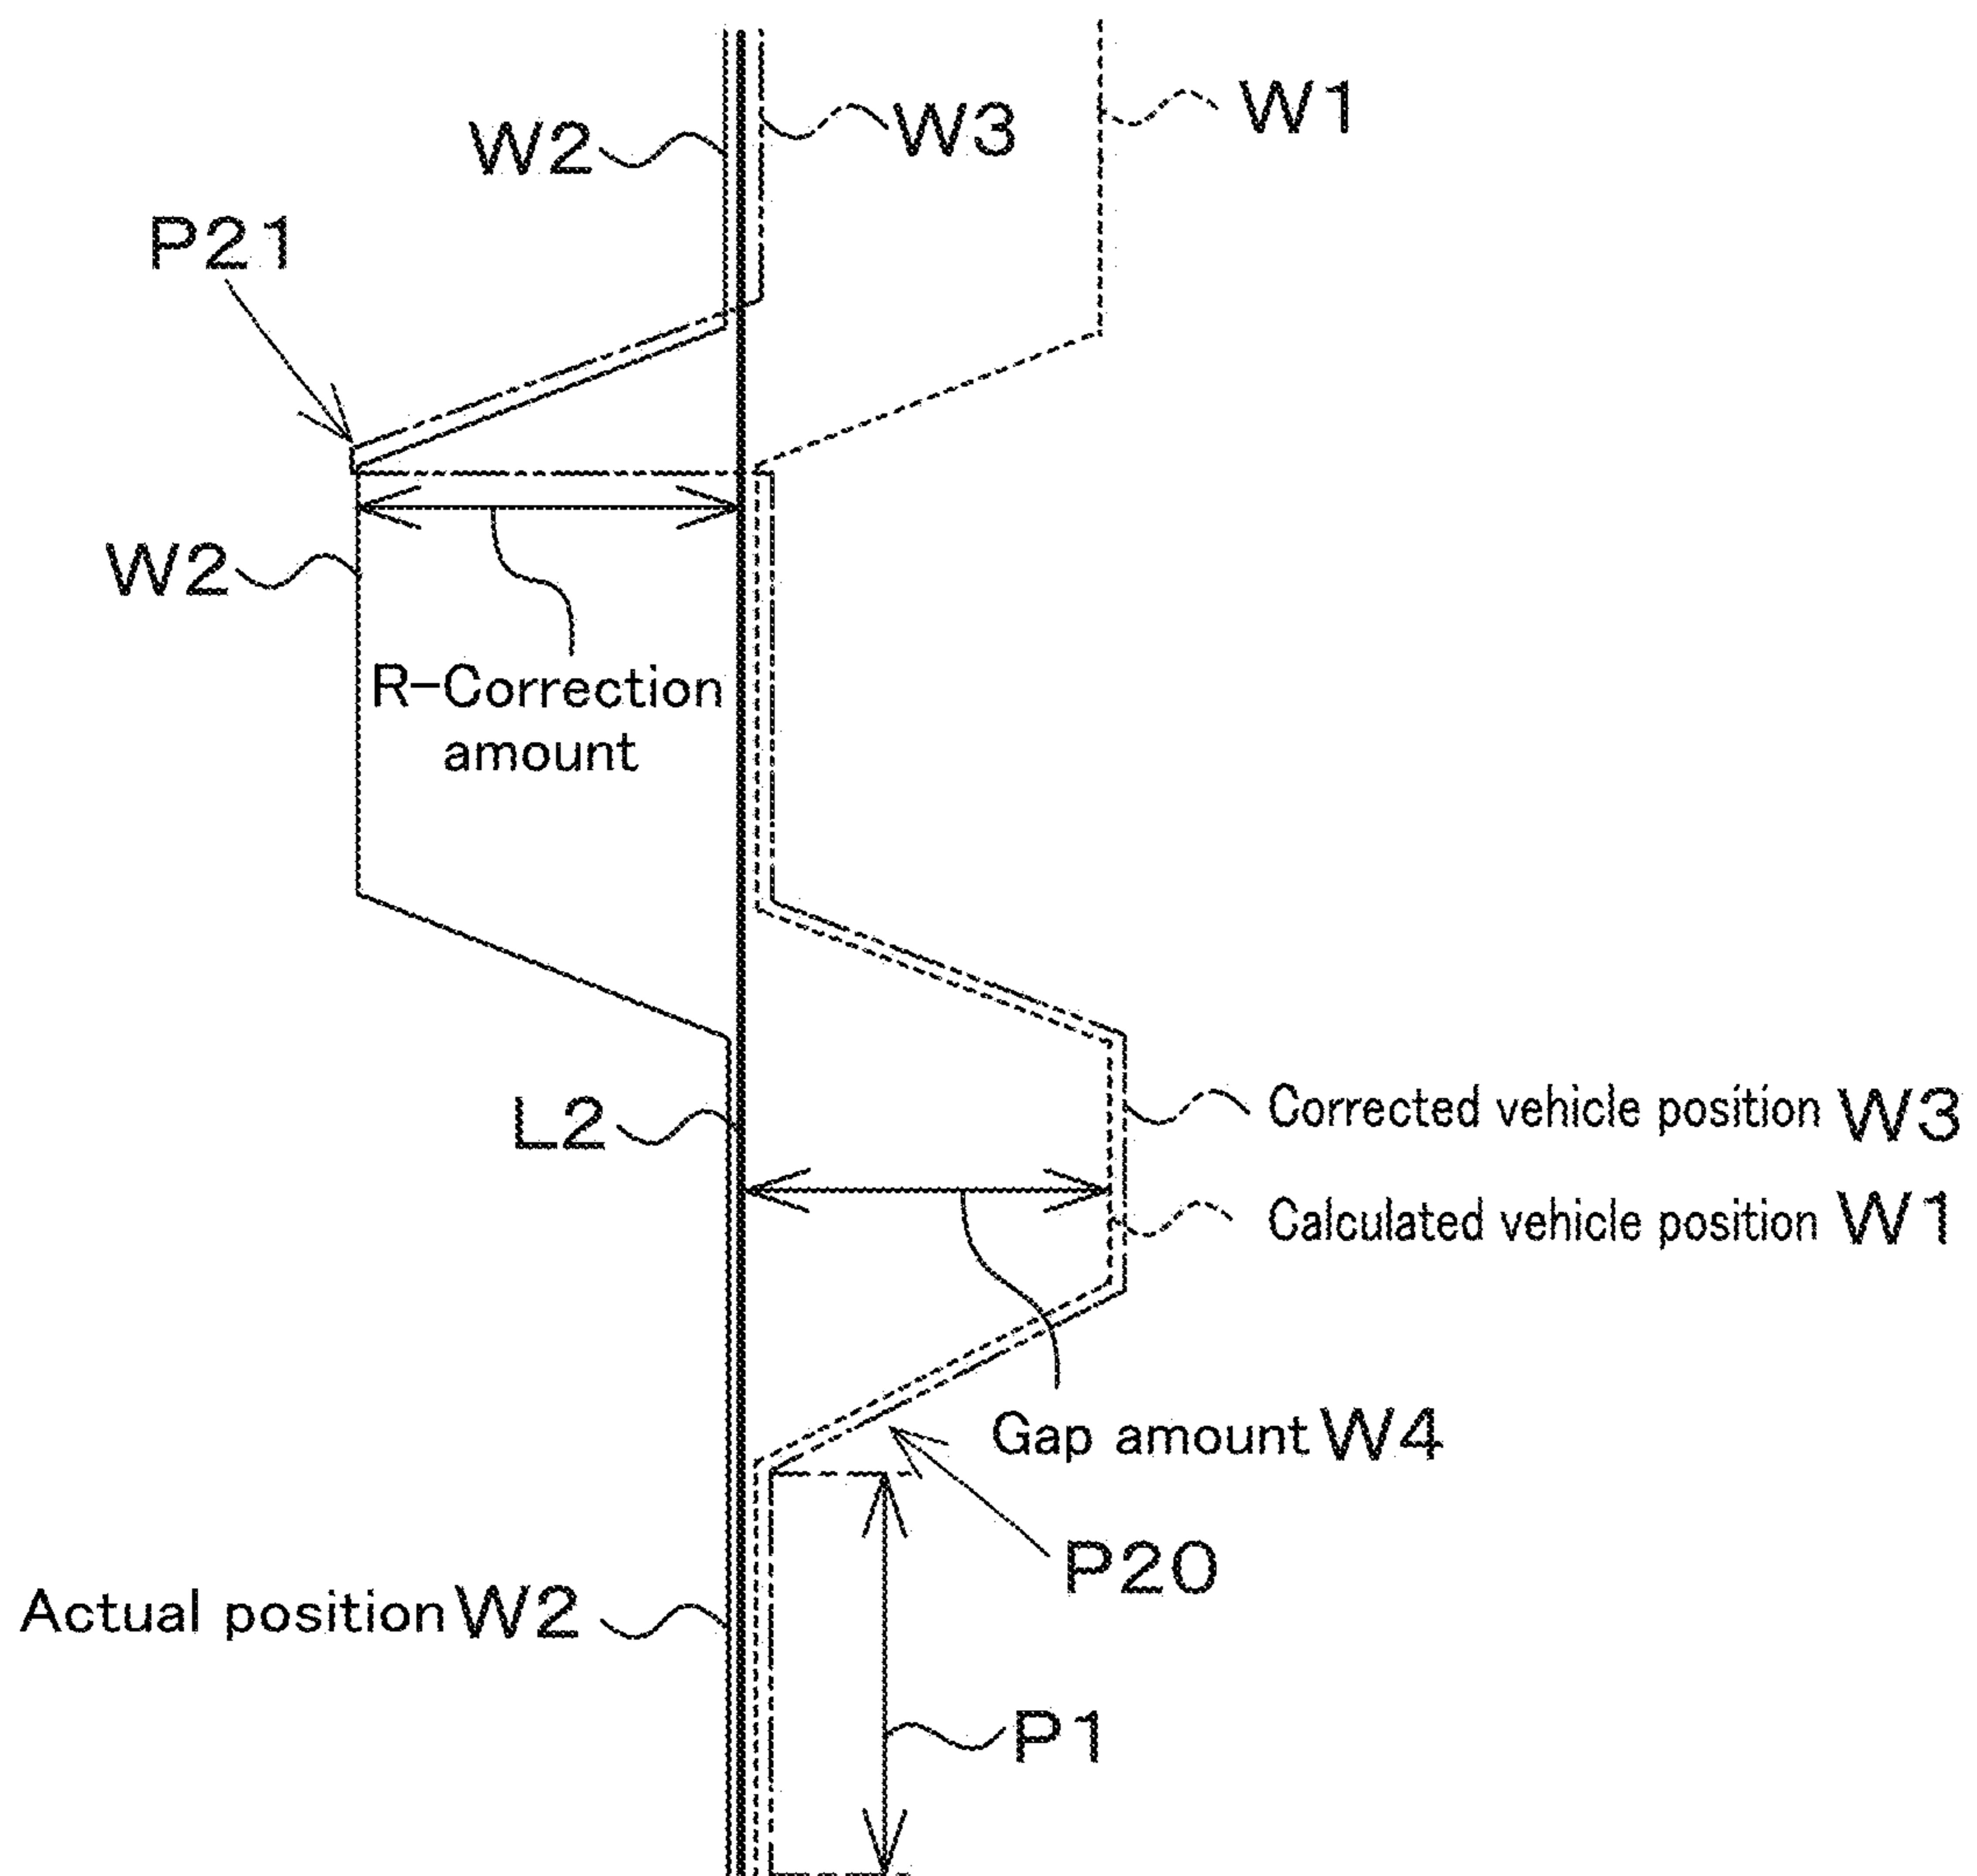 W1
W3
W2
P21
W2
R-Correction
amount
L2
Corrected vehicle position W3
Calculated vehicle position W1
Gap amount W4
P20
Actual position W2
P1